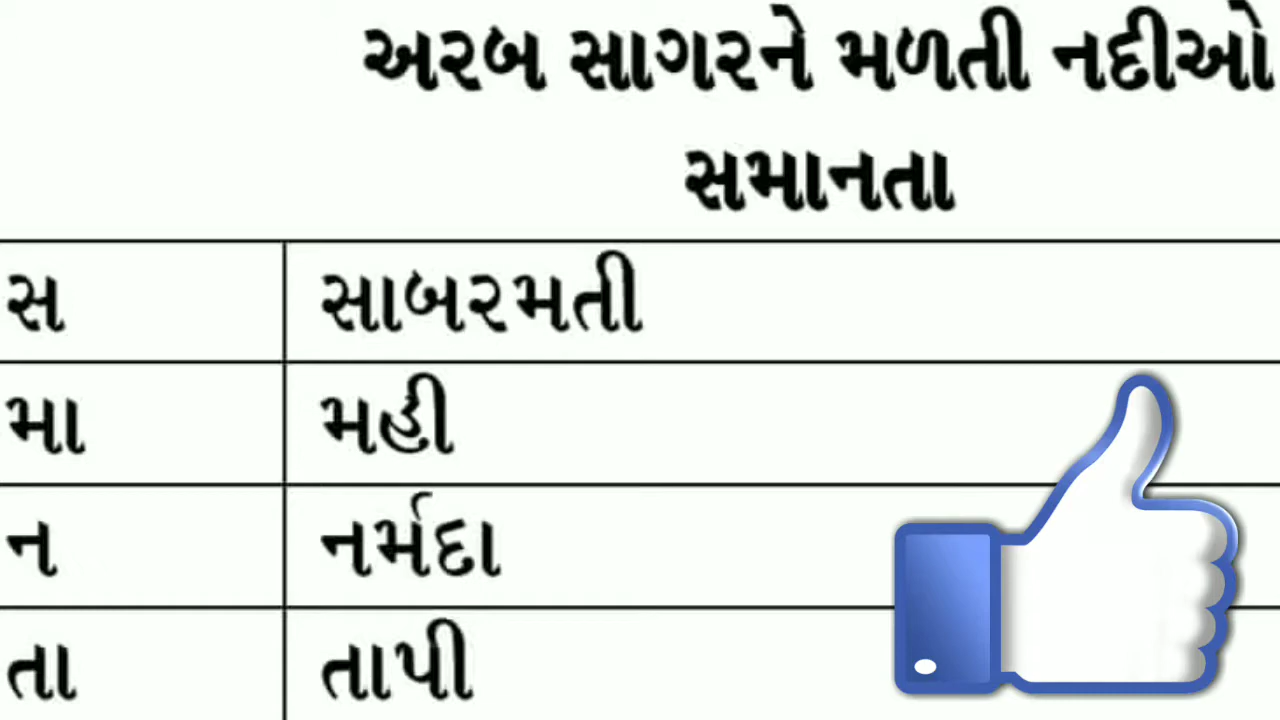 અરબ સાગરને મળતી નદીઓ
સમાનતા
સ સાબરમતી
મા મહી
ન નર્મદા
તા તાપી